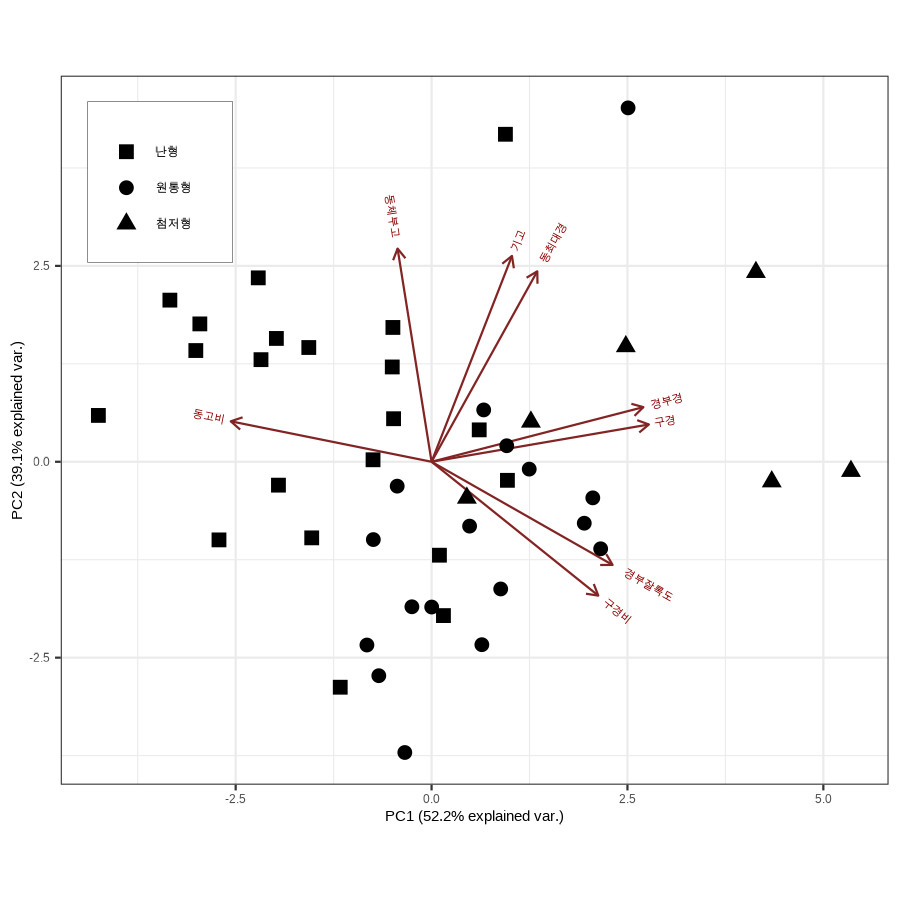 난형
원통형
첨저형
동체부고
기고
동최대경
경부경
구경
동고비
경부잘록도
구경비
2.5
0.0
-2.5
-2.5
0.0
2.5
5.0
PC1 (52.2% explained var.)
PC2 (39.1% explained var.)